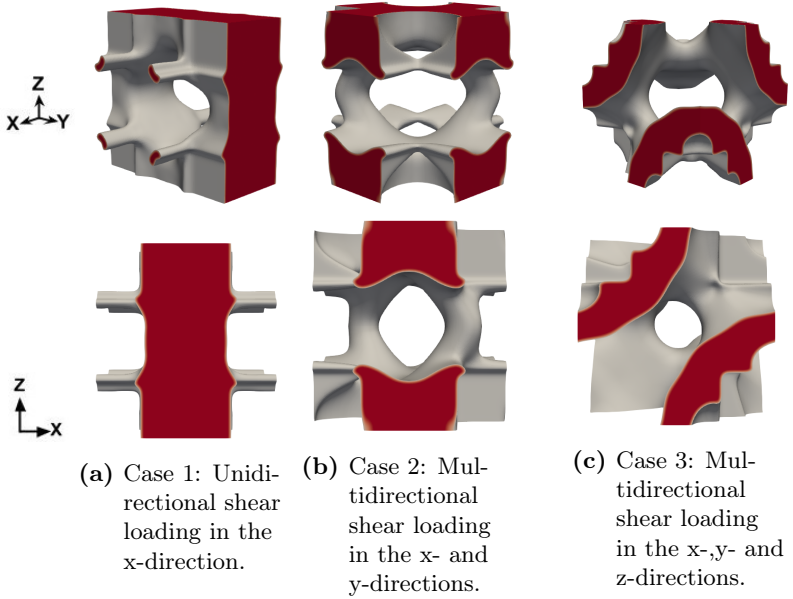 Z
X Y
Z
X
(a) Case 1: Unidi-
rectional shear
loading in the
x-direction.
(b) Case 2: Mul-
tidirectional
shear loading
in the x- and
y-directions.
(c) Case 3: Mul-
tidirectional
shear loading
in the x-,y- and
z-directions.